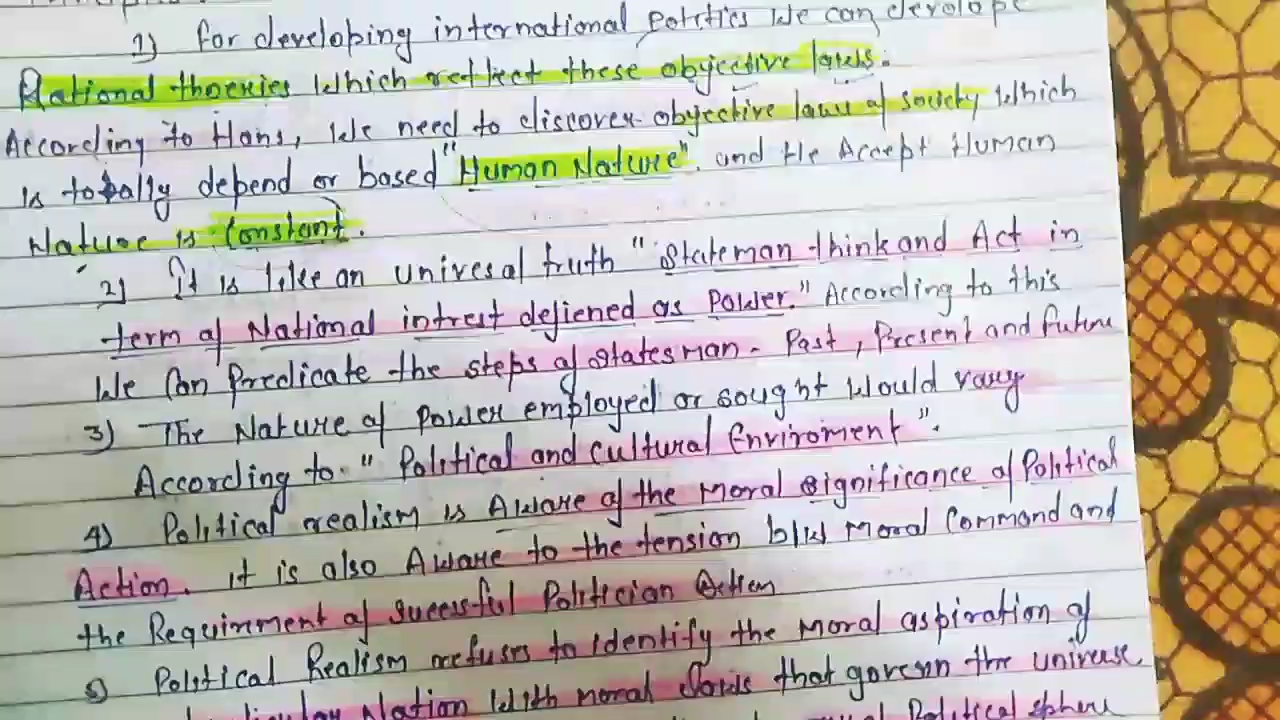 1) for developing international politics We can develope
Rational theories Which reflect these objective laws.
According to Hans, We need to discover objective laws of society Which
Is totally depend or based "Human Nature". and He Accept Human
Nature is Constant.
2) It is like an univesal truth "Stateman think and Act in
term of National intrest defiened as Power." According to this
We Can Predicate the steps of statesman - Past, Present and future
3) The Nature of Power employed or sought Would vary
According to "Political and cultural Enviroment".
4) Political realism is Aware of the Moral significance of Political
Action. it is also Aware to the tension b/w Moral Command and
the Requirment of sucessful Politician Action
5) Political Realism refuses to Identify the Moral aspiration of
Nation With moral that govern the universe
Political sphere